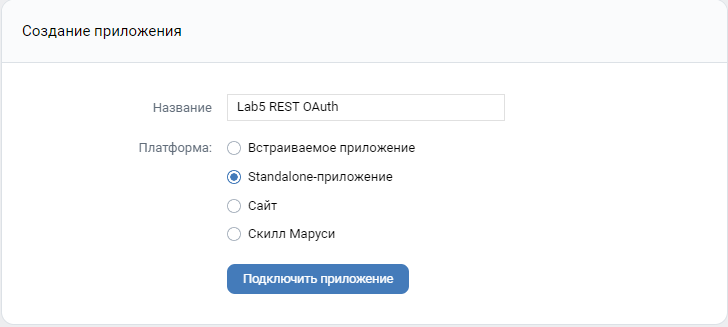 Создание приложения
Название Lab5 REST OAuth
Платформа: Встраиваемое приложение
Standalone-приложение
Сайт
Скилл Маруси
Подключить приложение